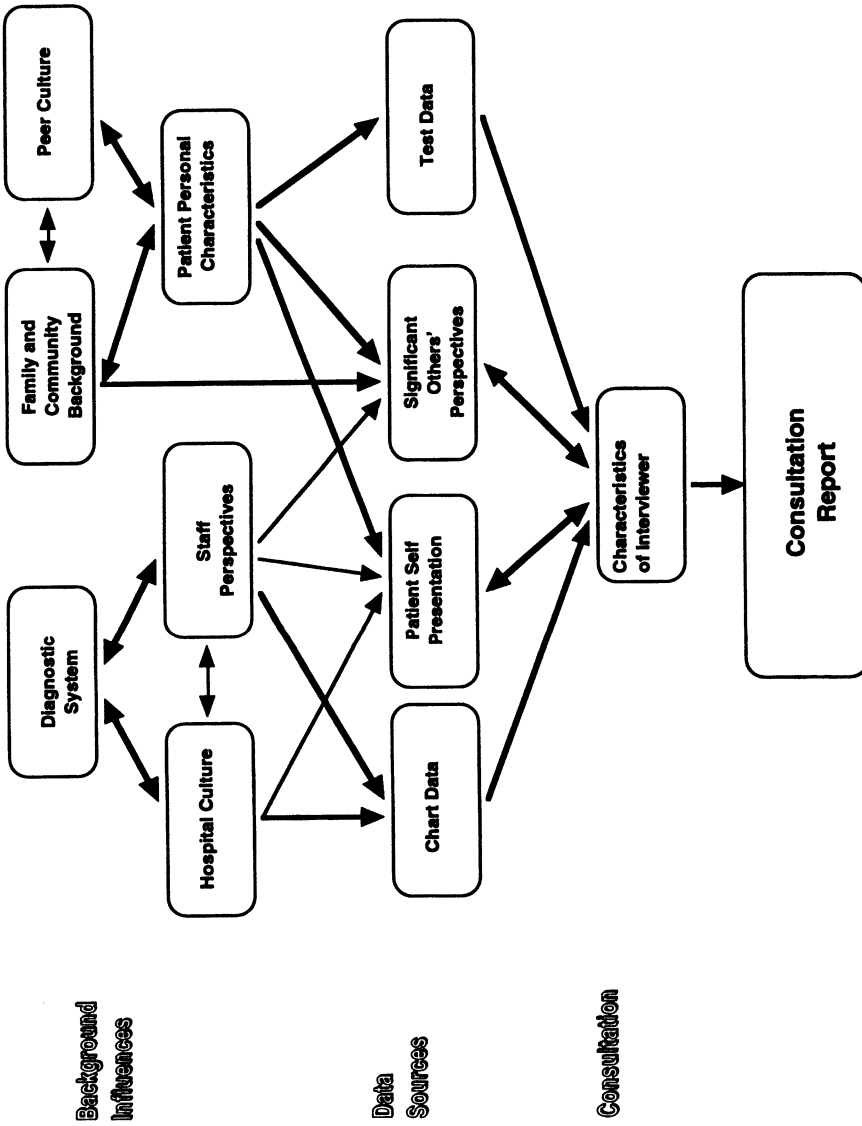 Background
Influences
Data
Sources
Consultation
Diagnostic
System
Family and
Community
Background
Peer Culture
Hospital Culture
Staff
Perspectives
Patient Personal
Characteristics
Chart Data
Patient Self
Presentation
Significant
Others'
Perspectives
Test Data
Characteristics
of Interviewer
Consultation
Report